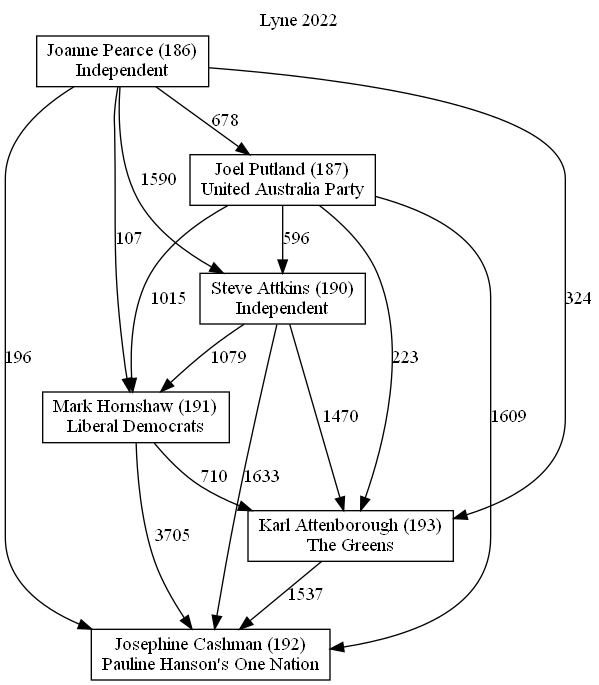 Lyne 2022
Joanne Pearce (186)
Independent
678
Joel Putland (187)
United Australia Party
1590
107
596
1015
324
Steve Attkins (190)
Independent
196
1079
223
Mark Hornshaw (191)
Liberal Democrats
1470
1609
710
1633
Karl Attenborough (193)
The Greens
3705
1537
Josephine Cashman (192)
Pauline Hanson's One Nation